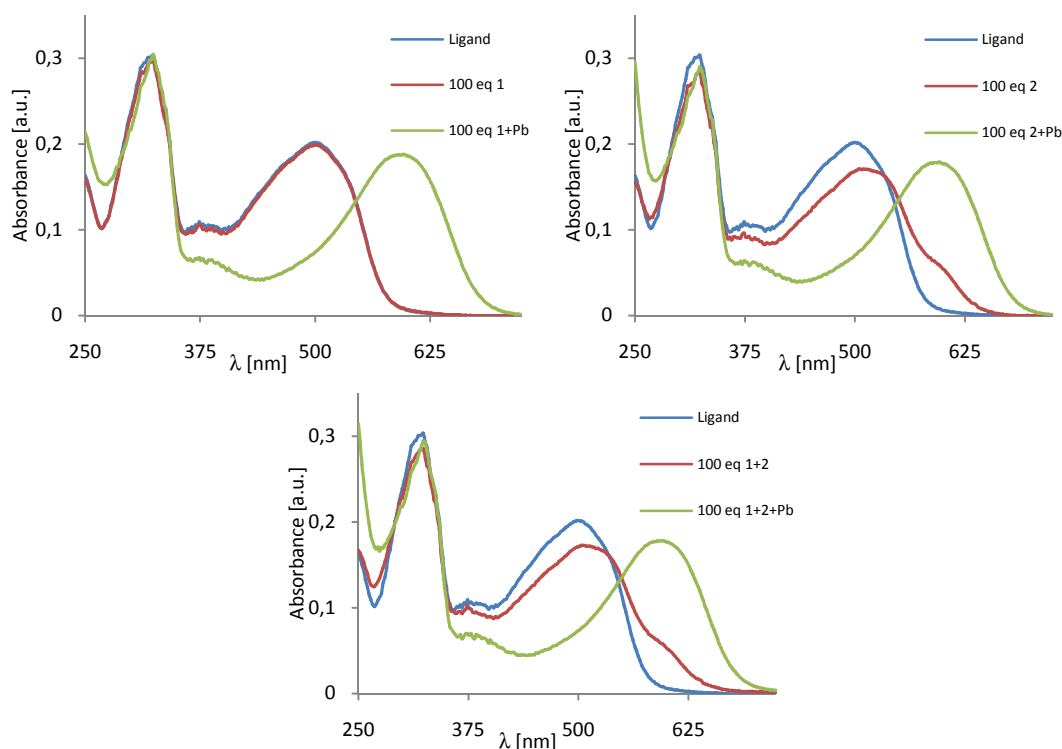 Absorbance [a.u.]
0,3
0,2
0,1
0
250
375
500
625
λ [nm]
Ligand
100 eq 1
100 eq 1+Pb
Absorbance [a.u.]
0,3
0,2
0,1
0
250
375
500
625
λ [nm]
Ligand
100 eq 2
100 eq 2+Pb
Absorbance [a.u.]
0,3
0,2
0,1
0
250
375
500
625
λ [nm]
Ligand
100 eq 1+2
100 eq 1+2+Pb